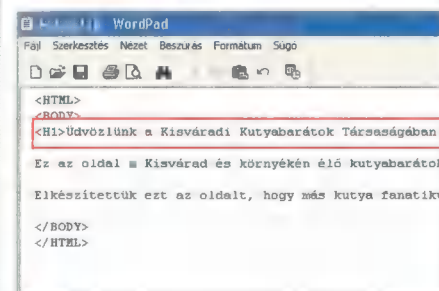 WordPad
Fájl Szerkesztés Nézet Beszúrás Formátum Súgó
<HTML>
<BODY>
<H1>Üdvözlünk a Kisváradi Kutyabarátok Társaságában
Ez az oldal a Kisvárad és környékén élő kutyabarátok
Elkészítettük ezt az oldalt, hogy más kutya fanatik
</BODY>
</HTML>